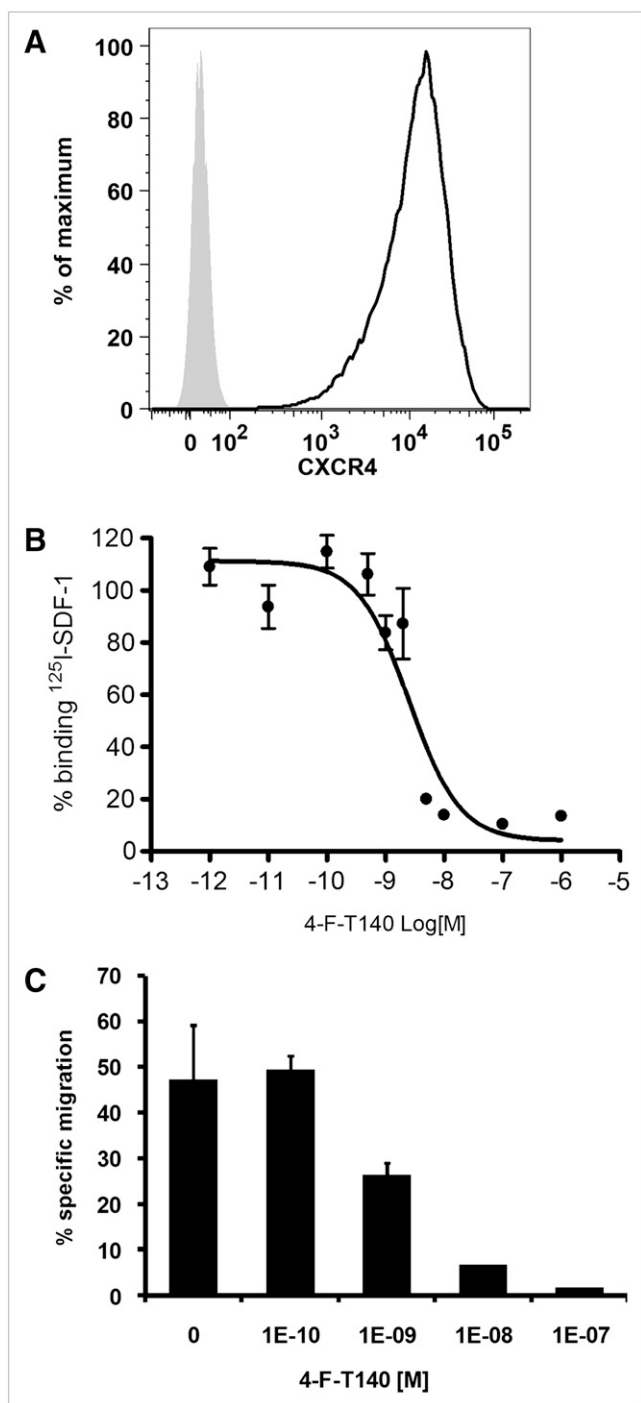 A
% of maximum
100
80
60
40
20
0
0 10² 10³ 10⁴ 10⁵
CXCR4
B
% binding ¹²⁵I-SDF-1
120
100
80
60
40
20
0
-13 -12 -11 -10 -9 -8 -7 -6 -5
4-F-T140 Log[M]
C
% specific migration
70
60
50
40
30
20
10
0
0 1E-10 1E-09 1E-08 1E-07
4-F-T140 [M]